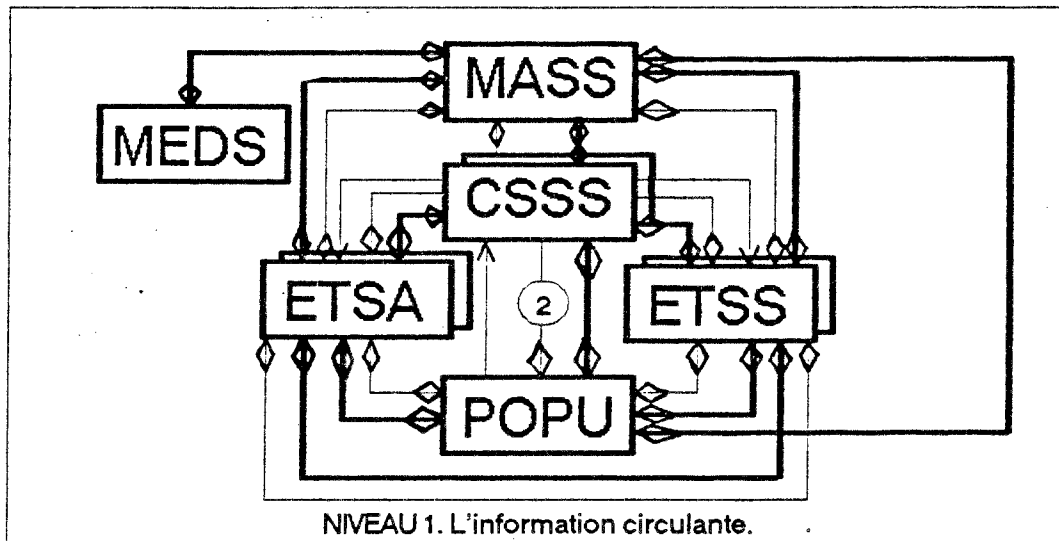 MASS
MEDS
CSSS
ETSA
2
ETSS
POPU
NIVEAU 1. L'information circulante.